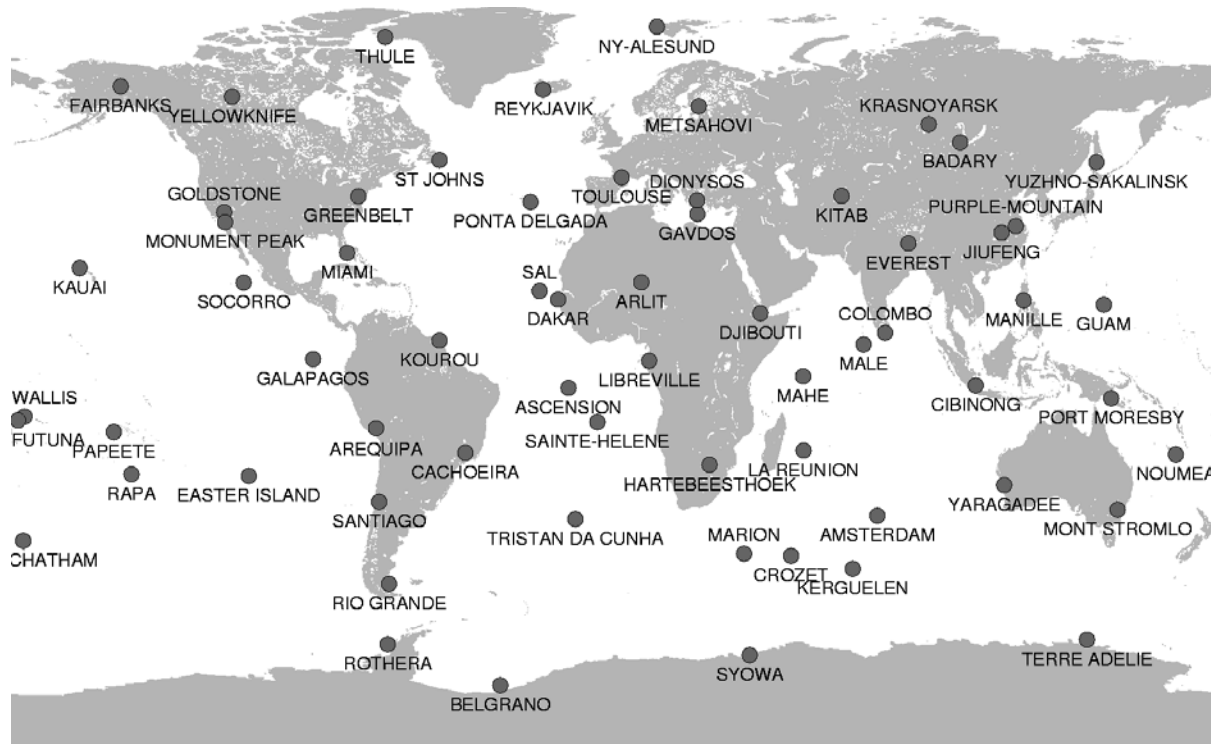 NY-ALESUND
THULE
FAIRBANKS
YELLOWKNIFE
REYKJAVIK
METSAHOVI
KRASNOYARSK
BADARY
ST JOHNS
YUZHNO-SAKALINSK
GOLDSTONE
GREENBELT
TOULOUSE
DIONYSOS
PONTA DELGADA
KITAB
PURPLE-MOUNTAIN
MONUMENT PEAK
GAVDOS
JIUFENG
EVEREST
MIAMI
KAUAI
SOCORRO
SAL
ARLIT
DAKAR
DJIBOUTI
COLOMBO
MANILLE
GUAM
KOUROU
GALAPAGOS
LIBREVILLE
MALE
MAHE
WALLIS
ASCENSION
CIBINONG
PORT MORESBY
FUTUNA
PAPEETE
AREQUIPA
SAINTE-HELENE
CACHOEIRA
LA REUNION
NOUMEA
RAPA
EASTER ISLAND
HARTEBEESTHOEK
YARAGADEE
SANTIAGO
TRISTAN DA CUNHA
MARION
AMSTERDAM
MONT STROMLO
CHATHAM
CROZET
KERGUELEN
RIO GRANDE
ROTHERA
SYOWA
TERRE ADELIE
BELGRANO